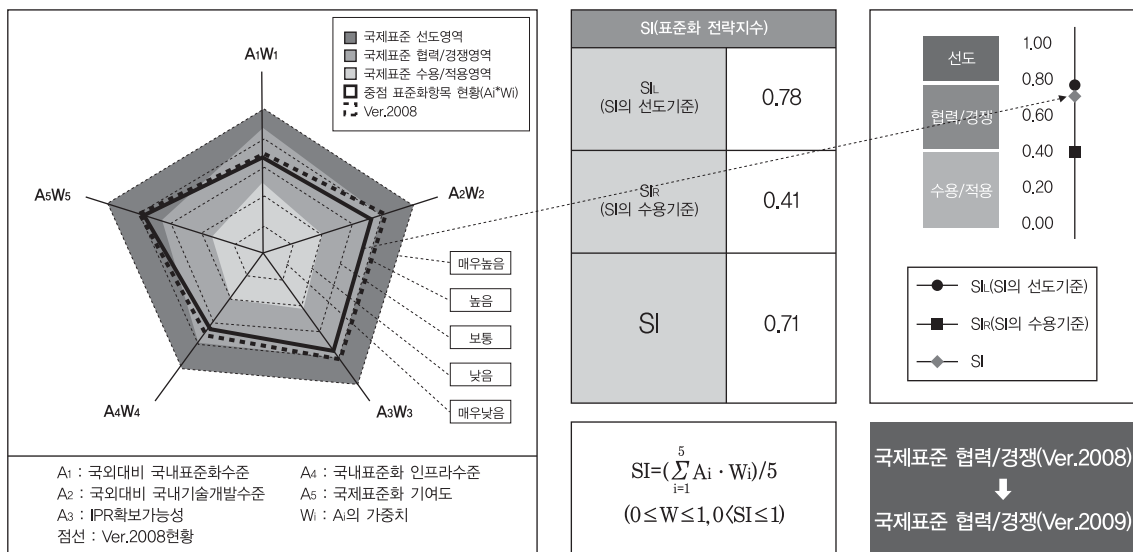 A₁W₁
국제표준 선도영역
국제표준 협력/경쟁영역
국제표준 수용/적용영역
중점 표준화항목 현황(Ai*Wi)
Ver.2008
A₅W₅
A₂W₂
매우높음
높음
보통
낮음
매우낮음
A₄W₄
A₃W₃
A₁ : 국외대비 국내표준화수준
A₂ : 국외대비 국내기술개발수준
A₃ : IPR확보가능성
점선 : Ver.2008현황
A₄ : 국내표준화 인프라수준
A₅ : 국제표준화 기여도
Wᵢ : Aᵢ의 가중치
SI(표준화 전략지수)
SIL
(SI의 선도기준)
0.78
SIR
(SI의 수용기준)
0.41
SI
0.71
SI=(∑Ai · Wi)/5
5
i=1
(0≤W≤1, 0<SI≤1)
선도
협력/경쟁
수용/적용
1.00
0.80
0.60
0.40
0.20
0.00
SIL(SI의 선도기준)
SIR(SI의 수용기준)
SI
국제표준 협력/경쟁(Ver.2008)
국제표준 협력/경쟁(Ver.2009)